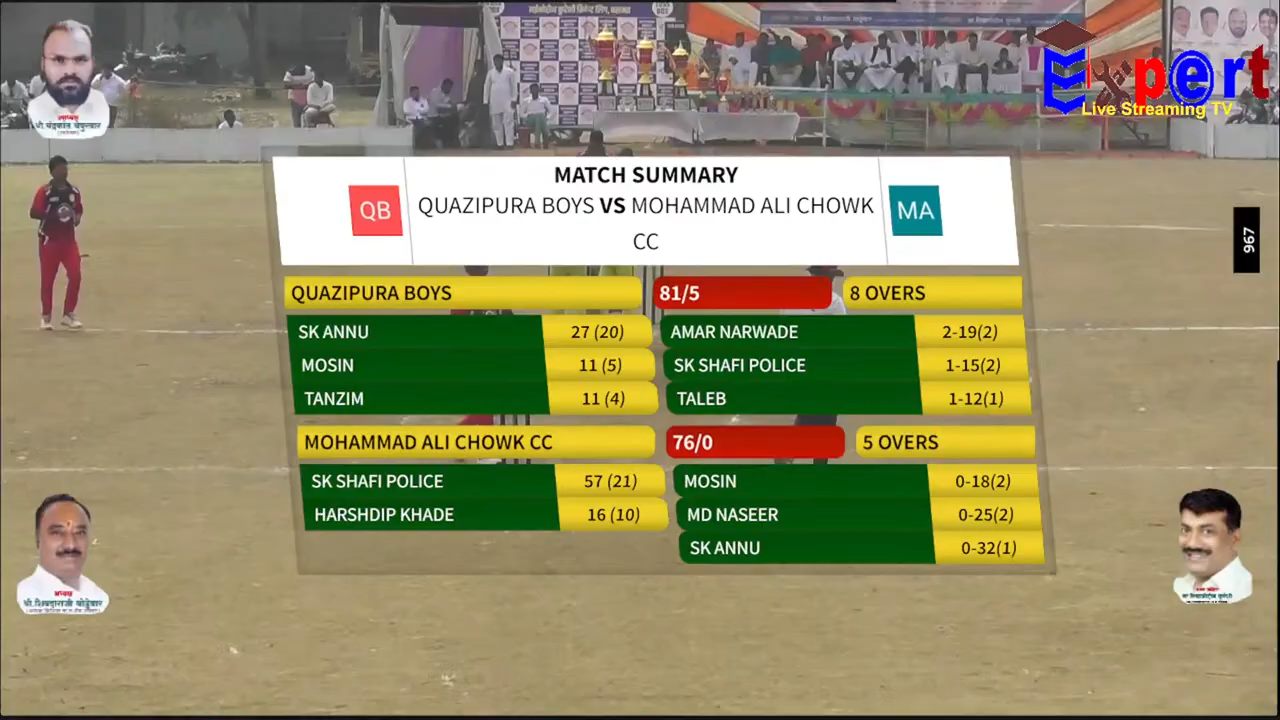 Expert
Live Streaming TV
MATCH SUMMARY
QB
QUAZIPURA BOYS VS MOHAMMAD ALI CHOWK
CC
MA
967
QUAZIPURA BOYS 81/5 8 OVERS
SK ANNU 27 (20) AMAR NARWADE 2-19(2)
MOSIN 11 (5) SK SHAFI POLICE 1-15(2)
TANZIM 11 (4) TALEB 1-12(1)
MOHAMMAD ALI CHOWK CC 76/0 5 OVERS
SK SHAFI POLICE 57 (21) MOSIN 0-18(2)
HARSHDIP KHADE 16 (10) MD NASEER 0-25(2)
SK ANNU 0-32(1)